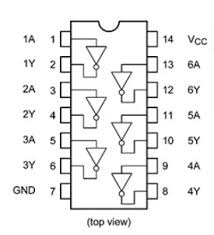 1A 1 14 VCC
1Y 2 13 6A
2A 3 12 6Y
2Y 4 11 5A
3A 5 10 5Y
3Y 6 9 4A
GND 7 8 4Y
(top view)